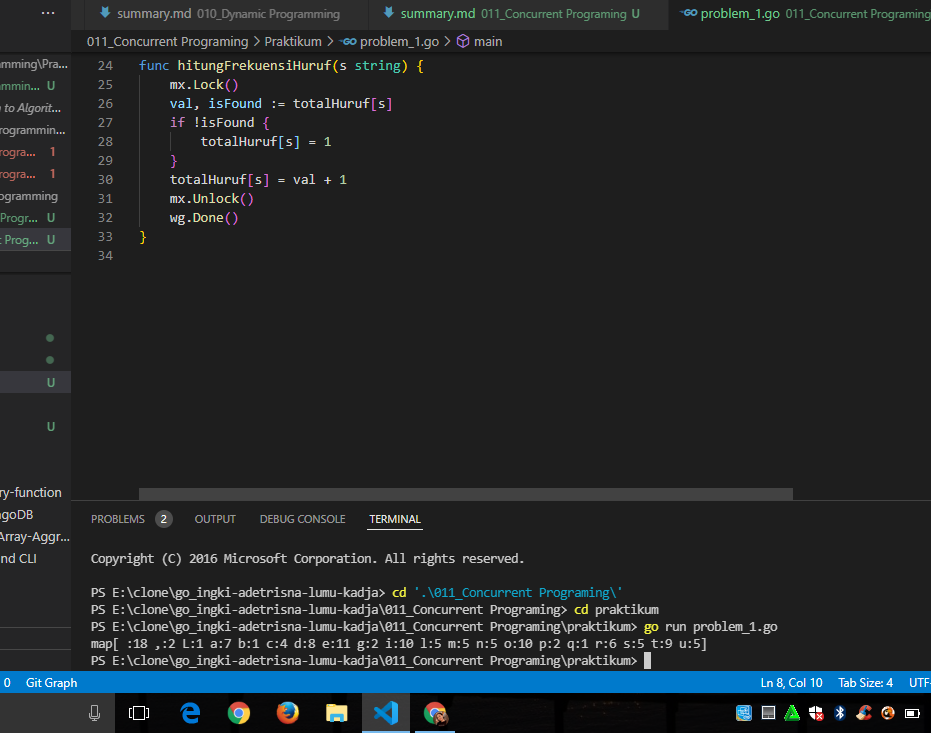 summary.md 010_Dynamic Programming
summary.md 011_Concurrent Programing U
problem_1.go 011_Concurrent Programing
011_Concurrent Programing > Praktikum > problem_1.go > main
mming\Pra...
mmin... U
n to Algorit...
rogrammin...
rogra... 1
rogra... 1
ogramming
Progr... U
t Prog... U
U
U
ry-function
goDB
Array-Aggr...
nd CLI
24 func hitungFrekuensiHuruf(s string) {
25 mx.Lock()
26 val, isFound := totalHuruf[s]
27 if !isFound {
28 totalHuruf[s] = 1
29 }
30 totalHuruf[s] = val + 1
31 mx.Unlock()
32 wg.Done()
33 }
34
PROBLEMS 2 OUTPUT DEBUG CONSOLE TERMINAL
Copyright (C) 2016 Microsoft Corporation. All rights reserved.
PS E:\clone\go_ingki-adetrisna-lumu-kadja> cd '.\011_Concurrent Programing\'
PS E:\clone\go_ingki-adetrisna-lumu-kadja\011_Concurrent Programing> cd praktikum
PS E:\clone\go_ingki-adetrisna-lumu-kadja\011_Concurrent Programing\praktikum> go run problem_1.go
map[ :18 ,:2 L:1 a:7 b:1 c:4 d:8 e:11 g:2 i:10 l:5 m:5 n:5 o:10 p:2 q:1 r:6 s:5 t:9 u:5]
PS E:\clone\go_ingki-adetrisna-lumu-kadja\011_Concurrent Programing\praktikum>
0 Git Graph Ln 8, Col 10 Tab Size: 4 UTF-